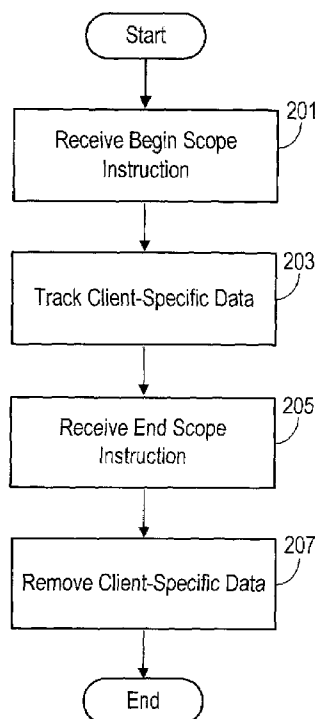 Start
201
Receive Begin Scope
Instruction
203
Track Client-Specific Data
205
Receive End Scope
Instruction
207
Remove Client-Specific Data
End